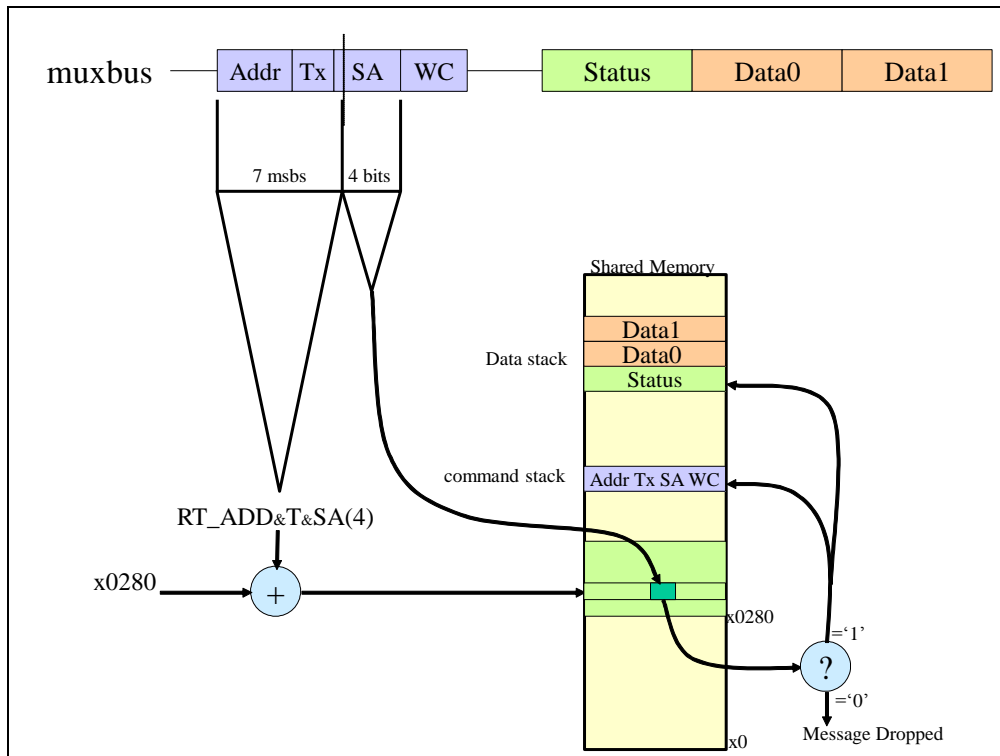 muxbus Addr Tx SA WC Status Data0 Data1
7 msbs 4 bits
Shared Memory
Data1
Data stack Data0
Status
command stack Addr Tx SA WC
RT_ADD&T&SA(4)
x0280 +
x0280
='1'
?
='0'
Message Dropped
x0